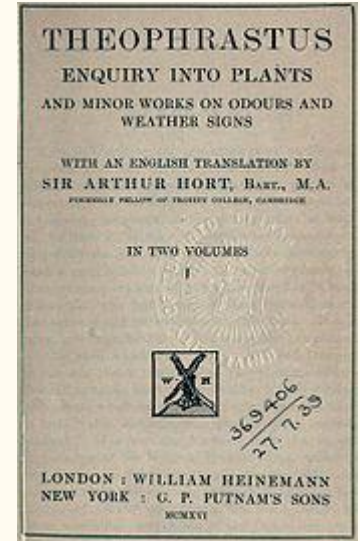 THEOPHRASTUS
ENQUIRY INTO PLANTS
AND MINOR WORKS ON ODOURS AND
WEATHER SIGNS
WITH AN ENGLISH TRANSLATION BY
SIR ARTHUR HORT, BART., M.A.
FORMERLY FELLOW OF TRINITY COLLEGE, CAMBRIDGE
IN TWO VOLUMES
I
W H
369406
27.7.39
LONDON : WILLIAM HEINEMANN
NEW YORK : G. P. PUTNAM'S SONS
MCMXVI